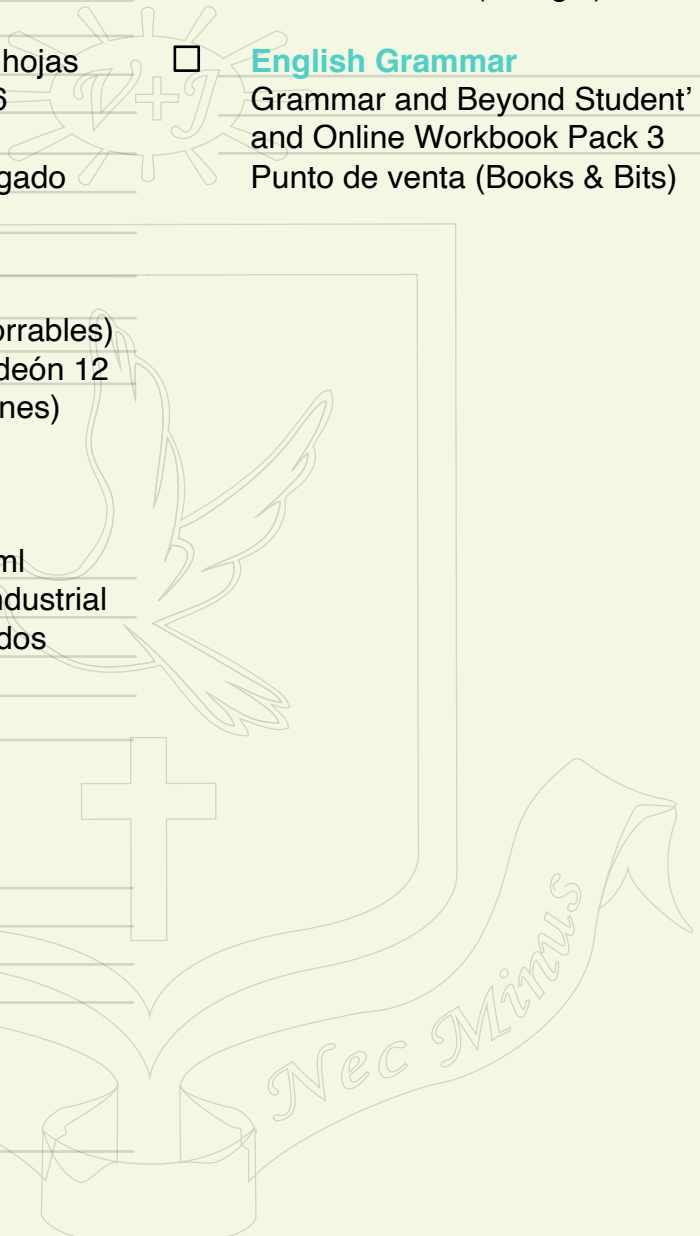 hojas
6
gado
orrables)
deón 12
nes)
ml
ndustrial
dos
English Grammar
Grammar and Beyond Student’
and Online Workbook Pack 3
Punto de venta (Books & Bits)
V+J
Nec Minus